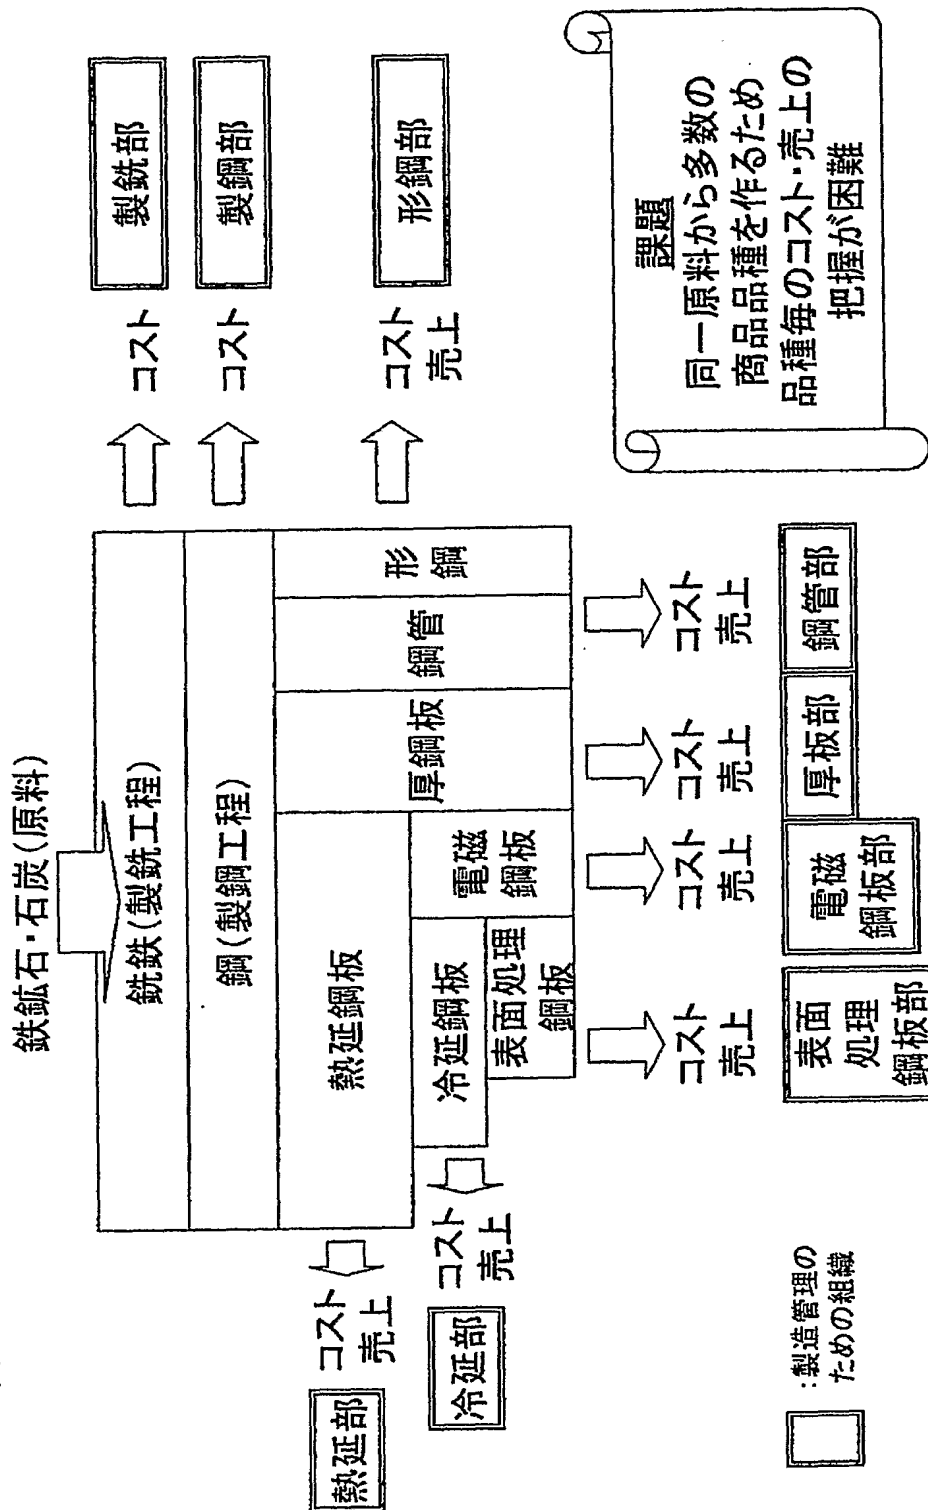 鉄鉱石・石炭(原料)
銑鉄(製銑工程)
鋼(製鋼工程)
熱延鋼板
厚鋼板
鋼管
形
鋼
冷延鋼板
電磁
鋼板
表面処理
鋼板
コスト
製銑部
コスト
製鋼部
コスト
売上
形鋼部
コスト
売上
熱延部
コスト
売上
冷延部
コスト
売上
表面
処理
鋼板部
コスト
売上
電磁
鋼板部
コスト
売上
厚板部
コスト
売上
鋼管部
:製造管理の
ための組織
課題
同一原料から多数の
商品品種を作るため
品種毎のコスト・売上の
把握が困難